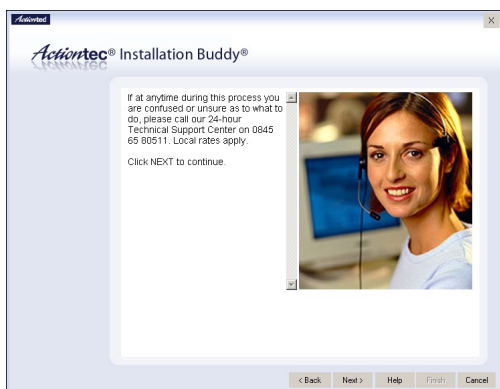 Actiontec
X
Actiontec® Installation Buddy®
If at anytime during this process you
are confused or unsure as to what to
do, please call our 24-hour
Technical Support Center on 0845
65 80511. Local rates apply.
Click NEXT to continue.
< Back Next > Help Finish Cancel